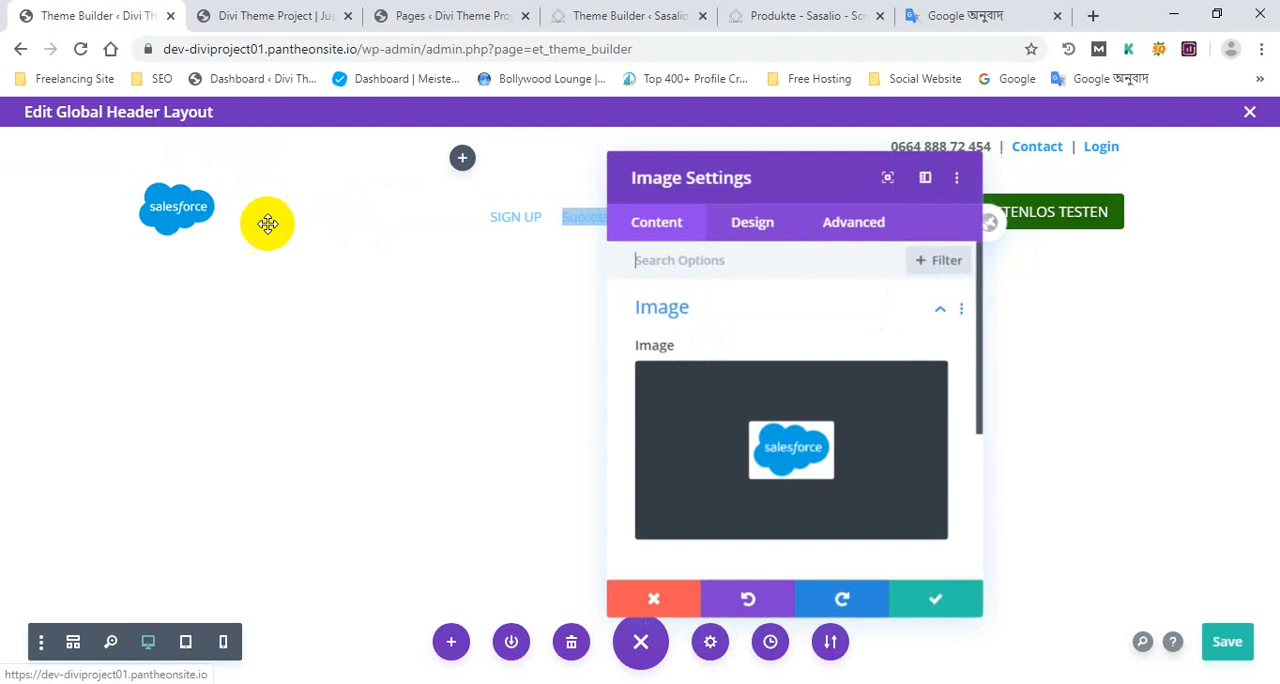 Theme Builder ‹ Divi Th
Divi Theme Project | Jus
Pages ‹ Divi Theme Proj
Theme Builder ‹ Sasalio
Produkte - Sasalio - Scr
Google অনুবাদ
dev-diviproject01.pantheonsite.io/wp-admin/admin.php?page=et_theme_builder
Freelancing Site
SEO
Dashboard ‹ Divi Th...
Dashboard | Meiste...
Bollywood Lounge |...
Top 400+ Profile Cr...
Free Hosting
Social Website
Google
Google অনুবাদ
»
Edit Global Header Layout
0664 888 72 454 | Contact | Login
salesforce
SIGN UP
Success
TENLOS TESTEN
Image Settings
Content
Design
Advanced
Search Options
+ Filter
Image
Image
salesforce
Save
https://dev-diviproject01.pantheonsite.io